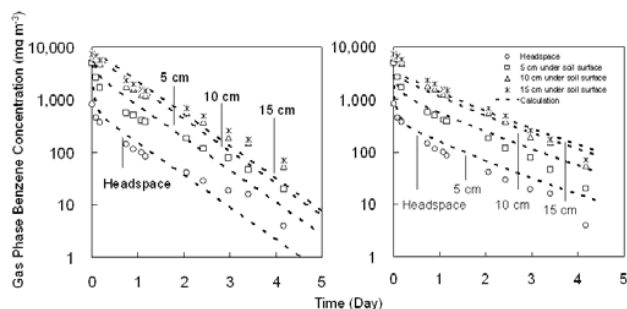 Gas Phase Benzene Concentration (mg m⁻³)
10,000
1,000
100
10
1
5 cm
10 cm
15 cm
Headspace
0 1 2 3 4 5
10,000
1,000
100
10
1
Headspace
5 cm under soil surface
10 cm under soil surface
15 cm under soil surface
Calculation
Headspace
5 cm
10 cm
15 cm
0 1 2 3 4 5
Time (Day)